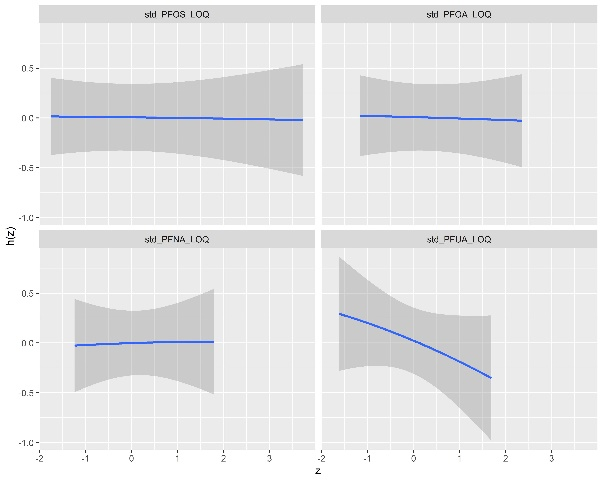 std_PFOS_LOQ
std_PFOA_LOQ
0.5
0.0
-0.5
-1.0
h(z)
std_PFNA_LOQ
std_PFUA_LOQ
0.5
0.0
0.5
-1.0
-2 -1 0 1 2 3 -2 -1 0 1 2 3
z